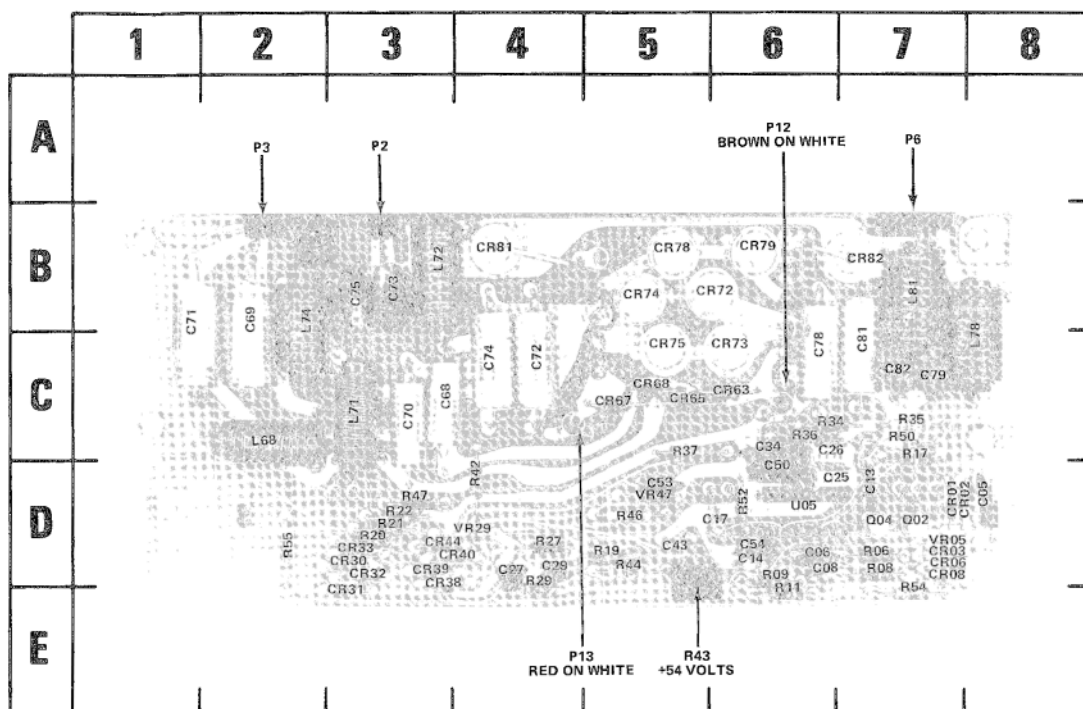 1 2 3 4 5 6 7 8
A
P3 P2 P12 P6
BROWN ON WHITE
B
CR81 CR78 CR79 CR82
L72
C75 C73 CR74 CR72 L81
C71 C69 L74 C78 C81 L78
C74 C72 CR75 CR73
C
C82 C79
CR68 CR63
CR67 CR65
L71 C70 C68
R34 R35
R36 R50
L68 C34 C26 R17
R37
C50
D
R42 C53 C25 C13
R47 VR47 R52 U05 CR01 CR02 C05
R22 R46 C17
R21 VR29 Q04 Q02
R20 CR44 R27 C43 C54 VR05
R55 CR33 CR40 R19 C06 R06 CR03
CR30 C29 R44 C14 C08 R08 CR06
CR32 CR39 C27 R09 CR08
CR31 CR38 R29 R11 R54
E
P13 R43
RED ON WHITE +54 VOLTS